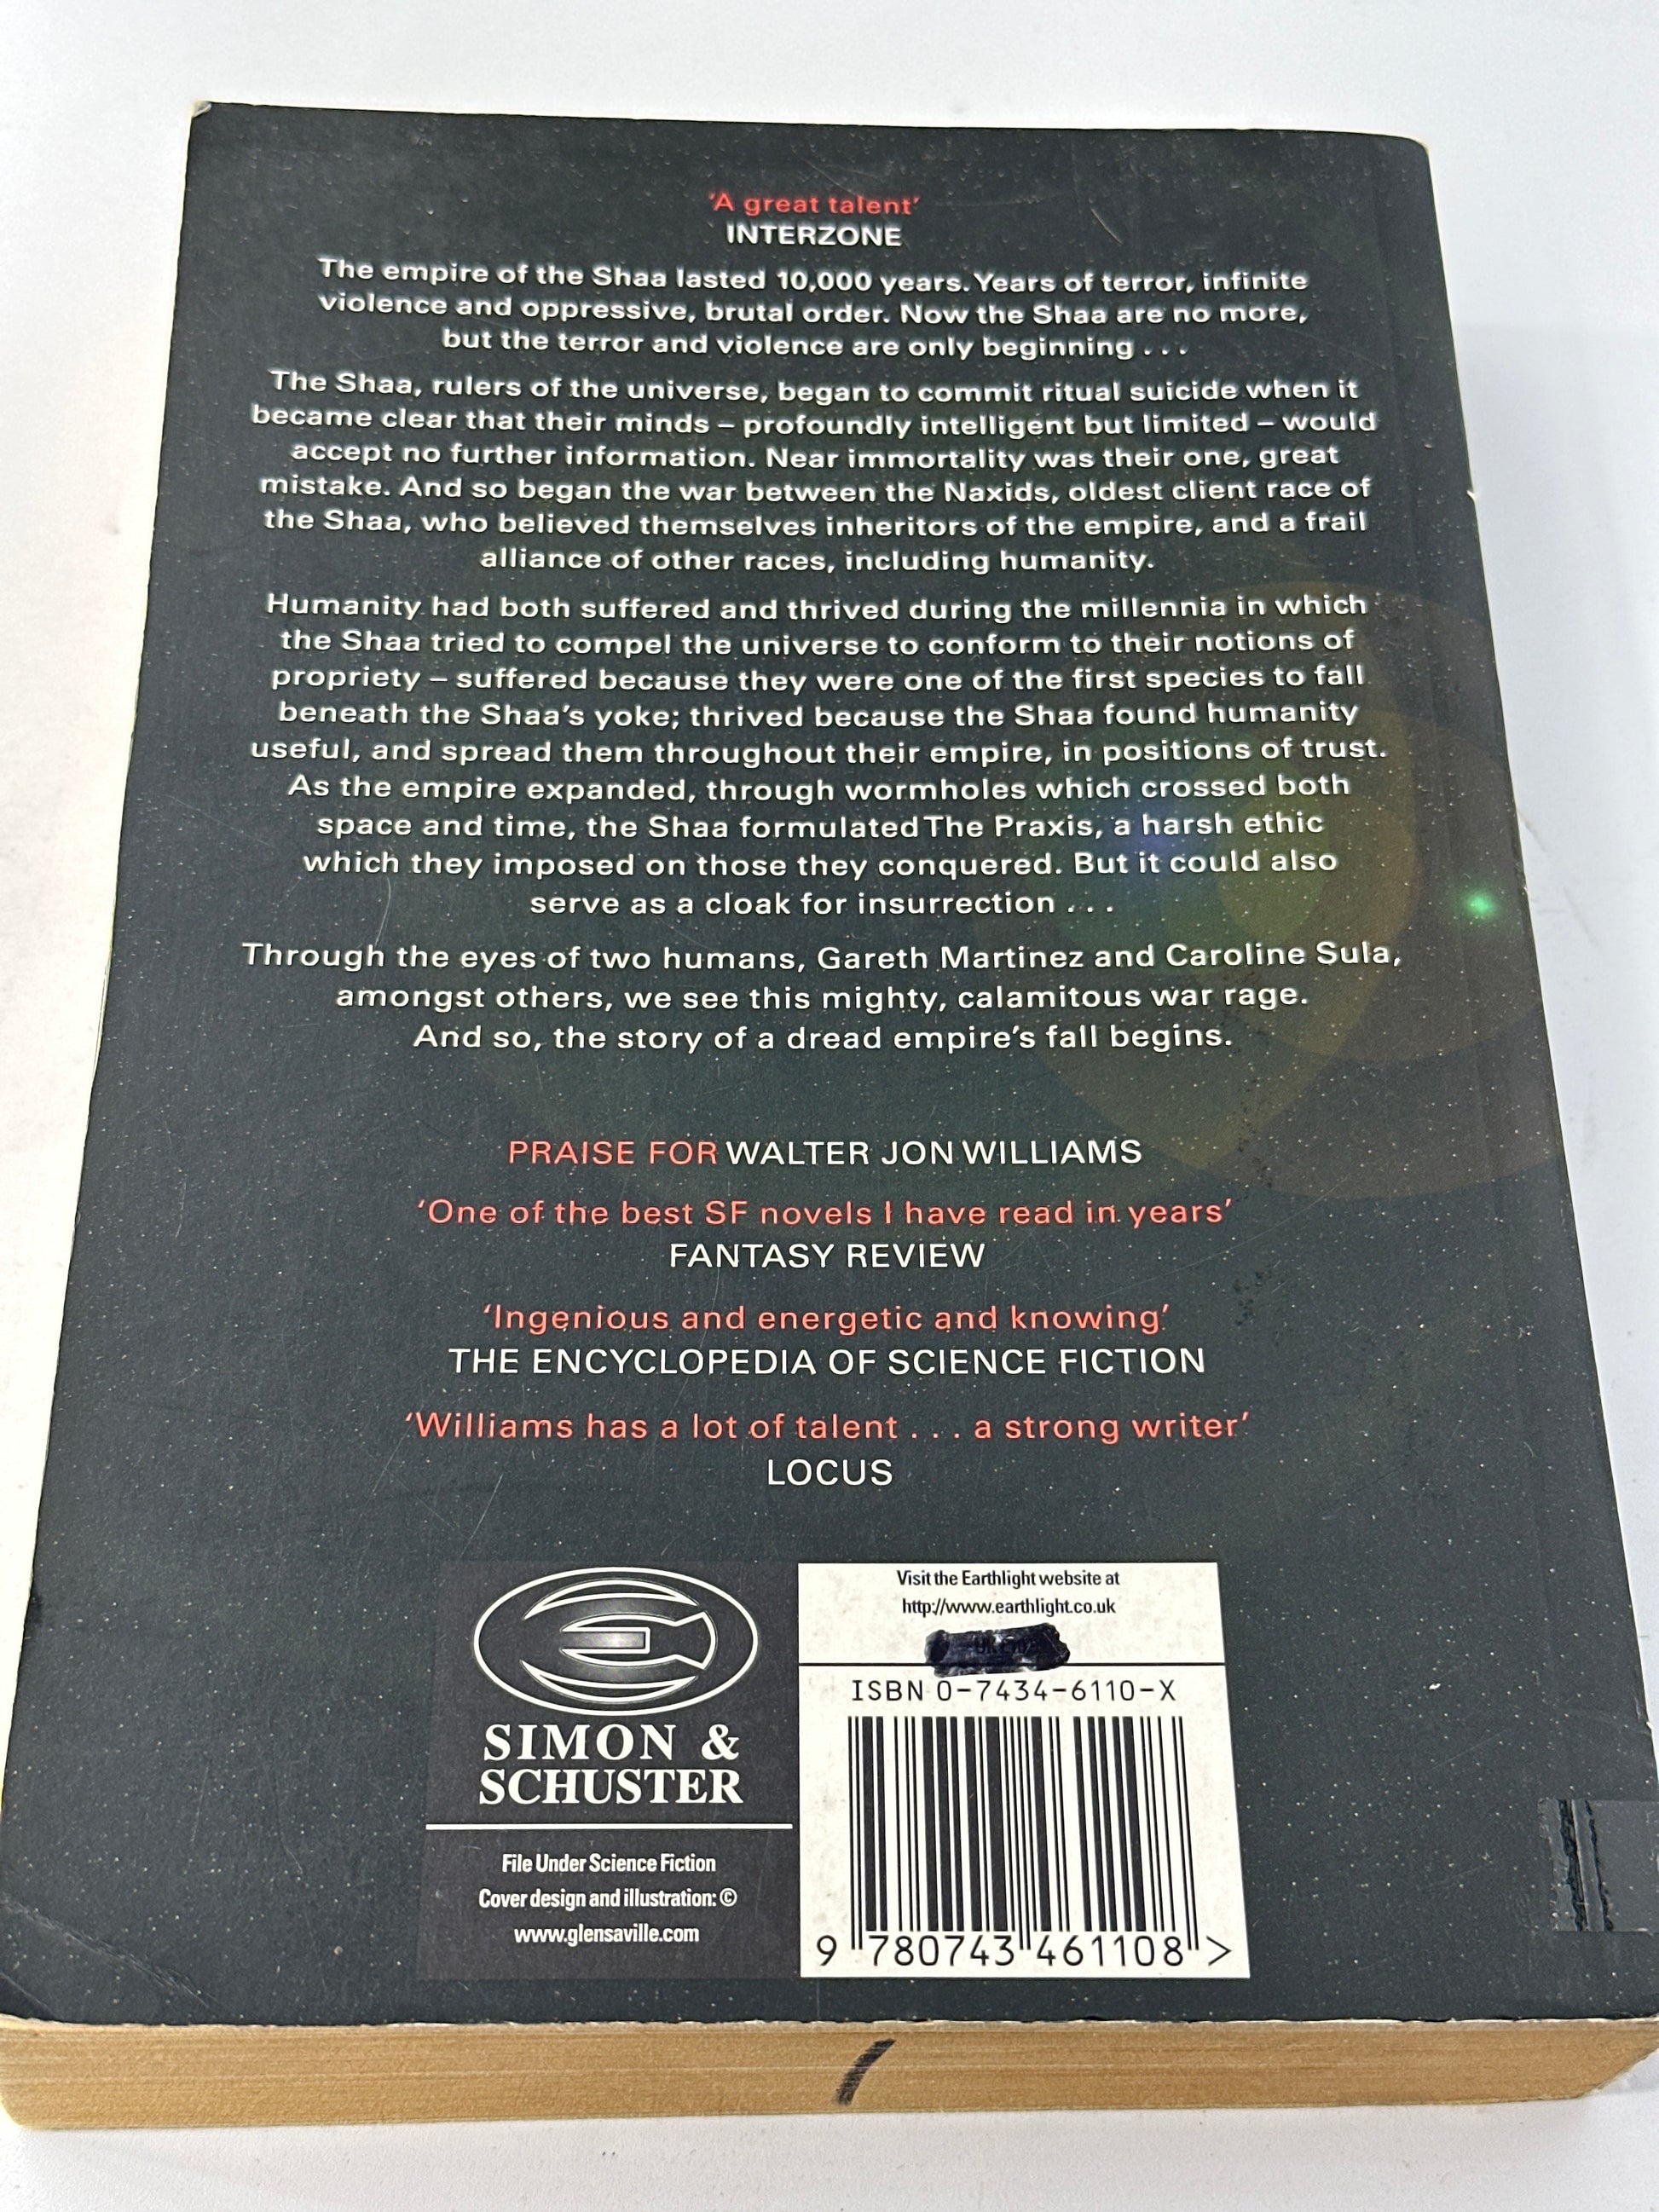 'A great talent'
INTERZONE
The empire of the Shaa lasted 10,000 years. Years of terror, infinite
violence and oppressive, brutal order. Now the Shaa are no more,
but the terror and violence are only beginning . . .
The Shaa, rulers of the universe, began to commit ritual suicide when it
became clear that their minds – profoundly intelligent but limited – would
accept no further information. Near immortality was their one, great
mistake. And so began the war between the Naxids, oldest client race of
the Shaa, who believed themselves inheritors of the empire, and a frail
alliance of other races, including humanity.
Humanity had both suffered and thrived during the millennia in which
the Shaa tried to compel the universe to conform to their notions of
propriety – suffered because they were one of the first species to fall
beneath the Shaa's yoke; thrived because the Shaa found humanity
useful, and spread them throughout their empire, in positions of trust.
As the empire expanded, through wormholes which crossed both
space and time, the Shaa formulated The Praxis, a harsh ethic
which they imposed on those they conquered. But it could also
serve as a cloak for insurrection . . .
Through the eyes of two humans, Gareth Martinez and Caroline Sula,
amongst others, we see this mighty, calamitous war rage.
And so, the story of a dread empire's fall begins.
PRAISE FOR WALTER JON WILLIAMS
'One of the best SF novels I have read in years'
FANTASY REVIEW
'Ingenious and energetic and knowing'
THE ENCYCLOPEDIA OF SCIENCE FICTION
'Williams has a lot of talent . . . a strong writer'
LOCUS
SIMON &
SCHUSTER
File Under Science Fiction
Cover design and illustration: ©
www.glensaville.com
Visit the Earthlight website at
http://www.earthlight.co.uk
ISBN 0-7434-6110-X
9 780743 461108 >